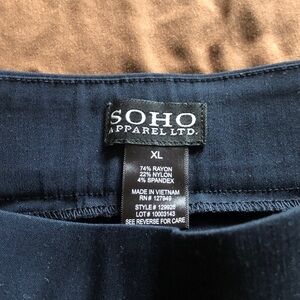 SOHO
APPAREL LTD.
XL
74% RAYON
22% NYLON
4% SPANDEX
MADE IN VIETNAM
RN# 127949
STYLE # 129926
LOT # 10003143
SEE REVERSE FOR CARE